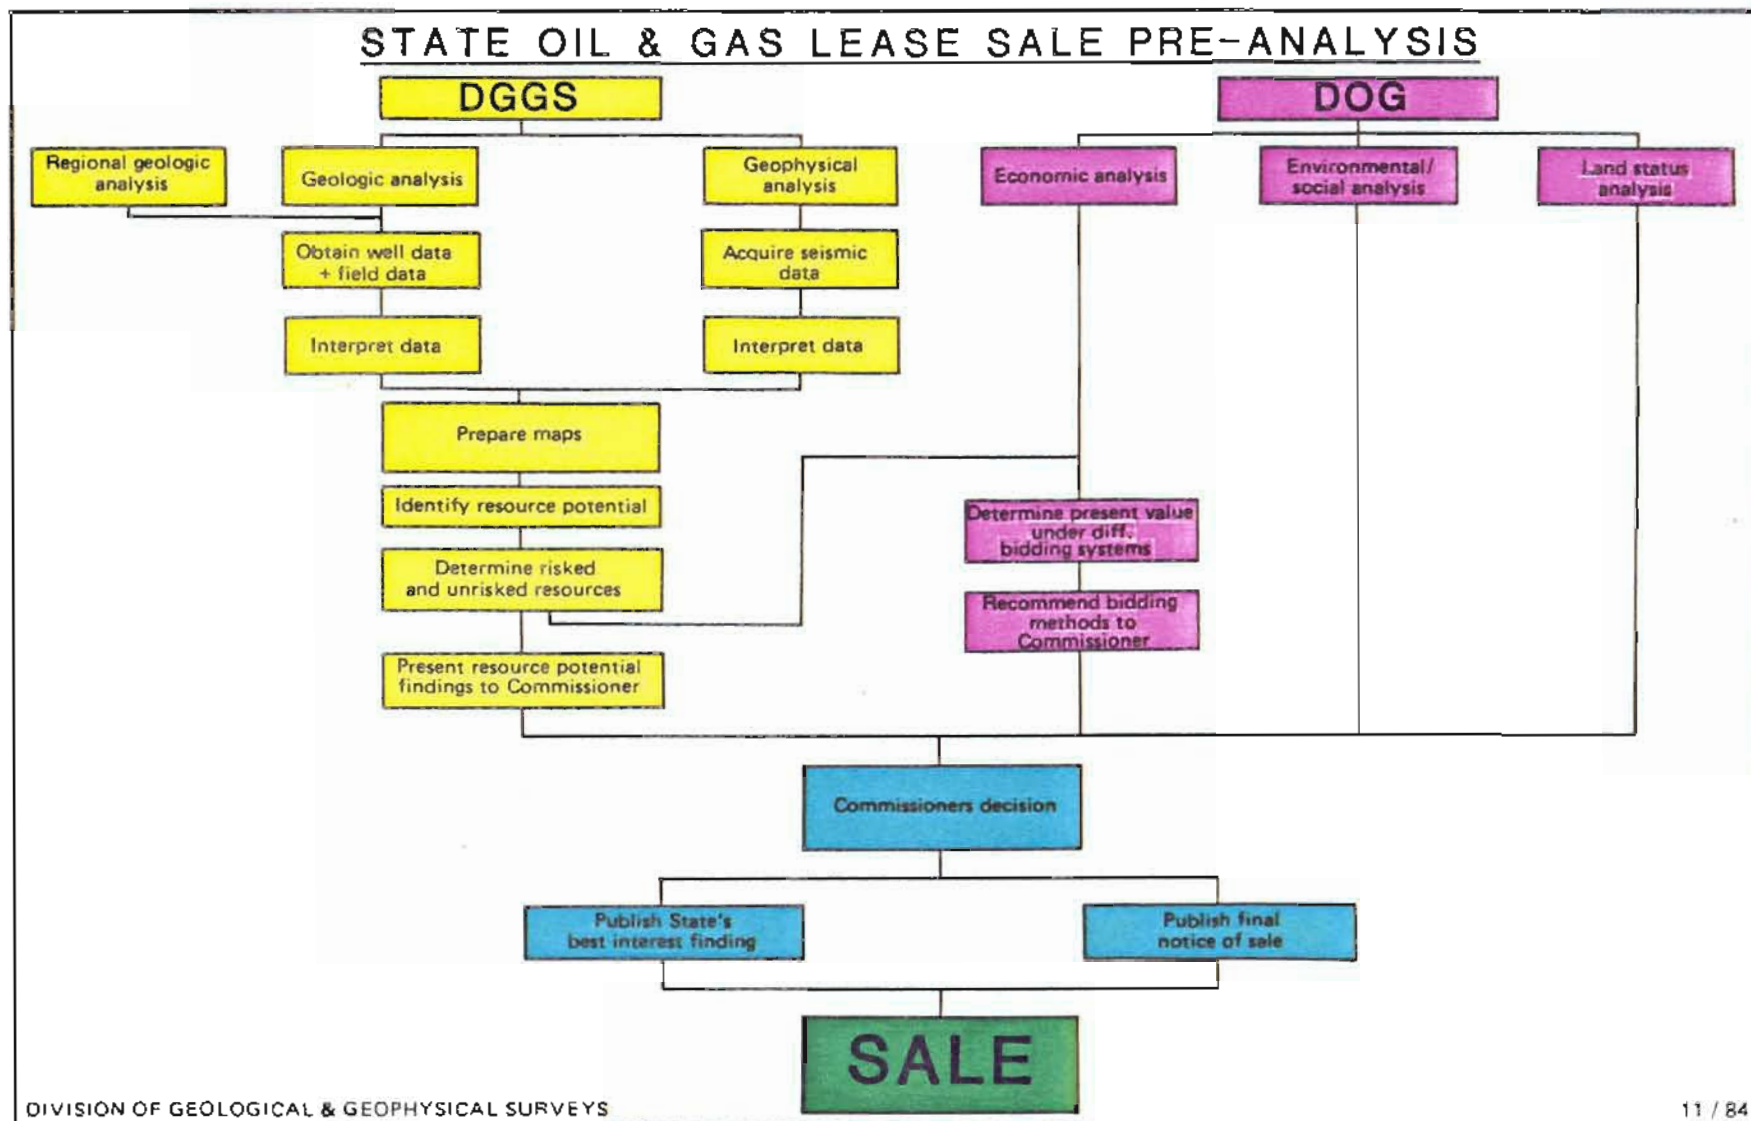 STATE OIL & GAS LEASE SALE PRE-ANALYSIS
DGGS
DOG
Regional geologic
analysis
Geologic analysis
Geophysical
analysis
Economic analysis
Environmental/
social analysis
Land status
analysis
Obtain well data
+ field data
Acquire seismic
data
Interpret data
Interpret data
Prepare maps
Identify resource potential
Determine risked
and unrisked resources
Present resource potential
findings to Commissioner
Determine present value
under diff.
bidding systems
Recommend bidding
methods to
Commissioner
Commissioners decision
Publish State's
best interest finding
Publish final
notice of sale
SALE
DIVISION OF GEOLOGICAL & GEOPHYSICAL SURVEYS
11 / 84